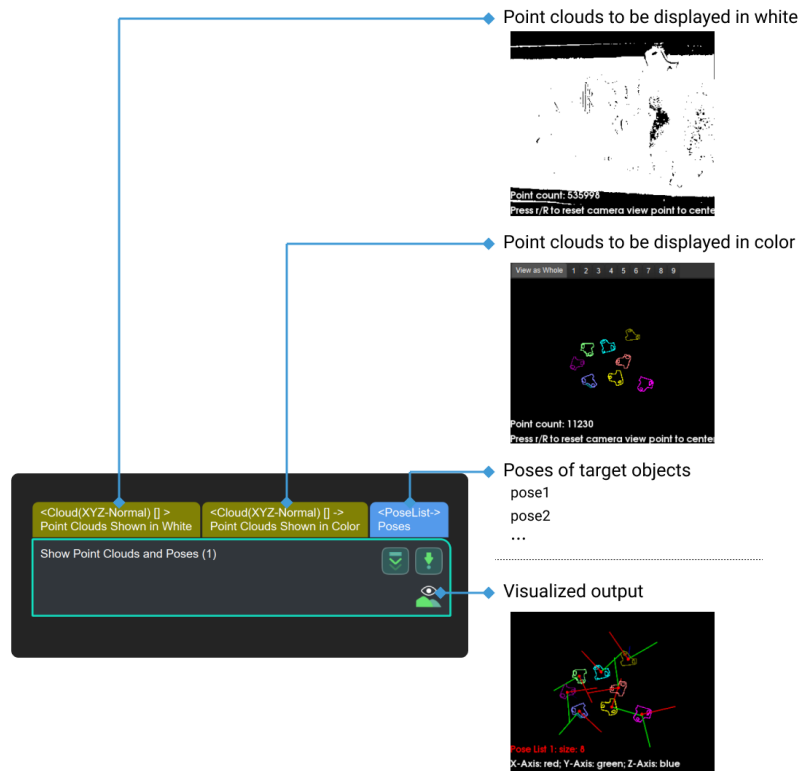 Point clouds to be displayed in white
Point count: 535998
Press r/R to reset camera view point to cente
Point clouds to be displayed in color
View as Whole 1 2 3 4 5 6 7 8 9
Point count: 11230
Press r/R to reset camera view point to center
Poses of target objects
pose1
pose2
...
<Cloud(XYZ-Normal) [] >
Point Clouds Shown in White
<Cloud(XYZ-Normal) [] ->
Point Clouds Shown in Color
<PoseList->
Poses
Show Point Clouds and Poses (1)
Visualized output
Pose List 1: size: 8
X-Axis: red; Y-Axis: green; Z-Axis: blue